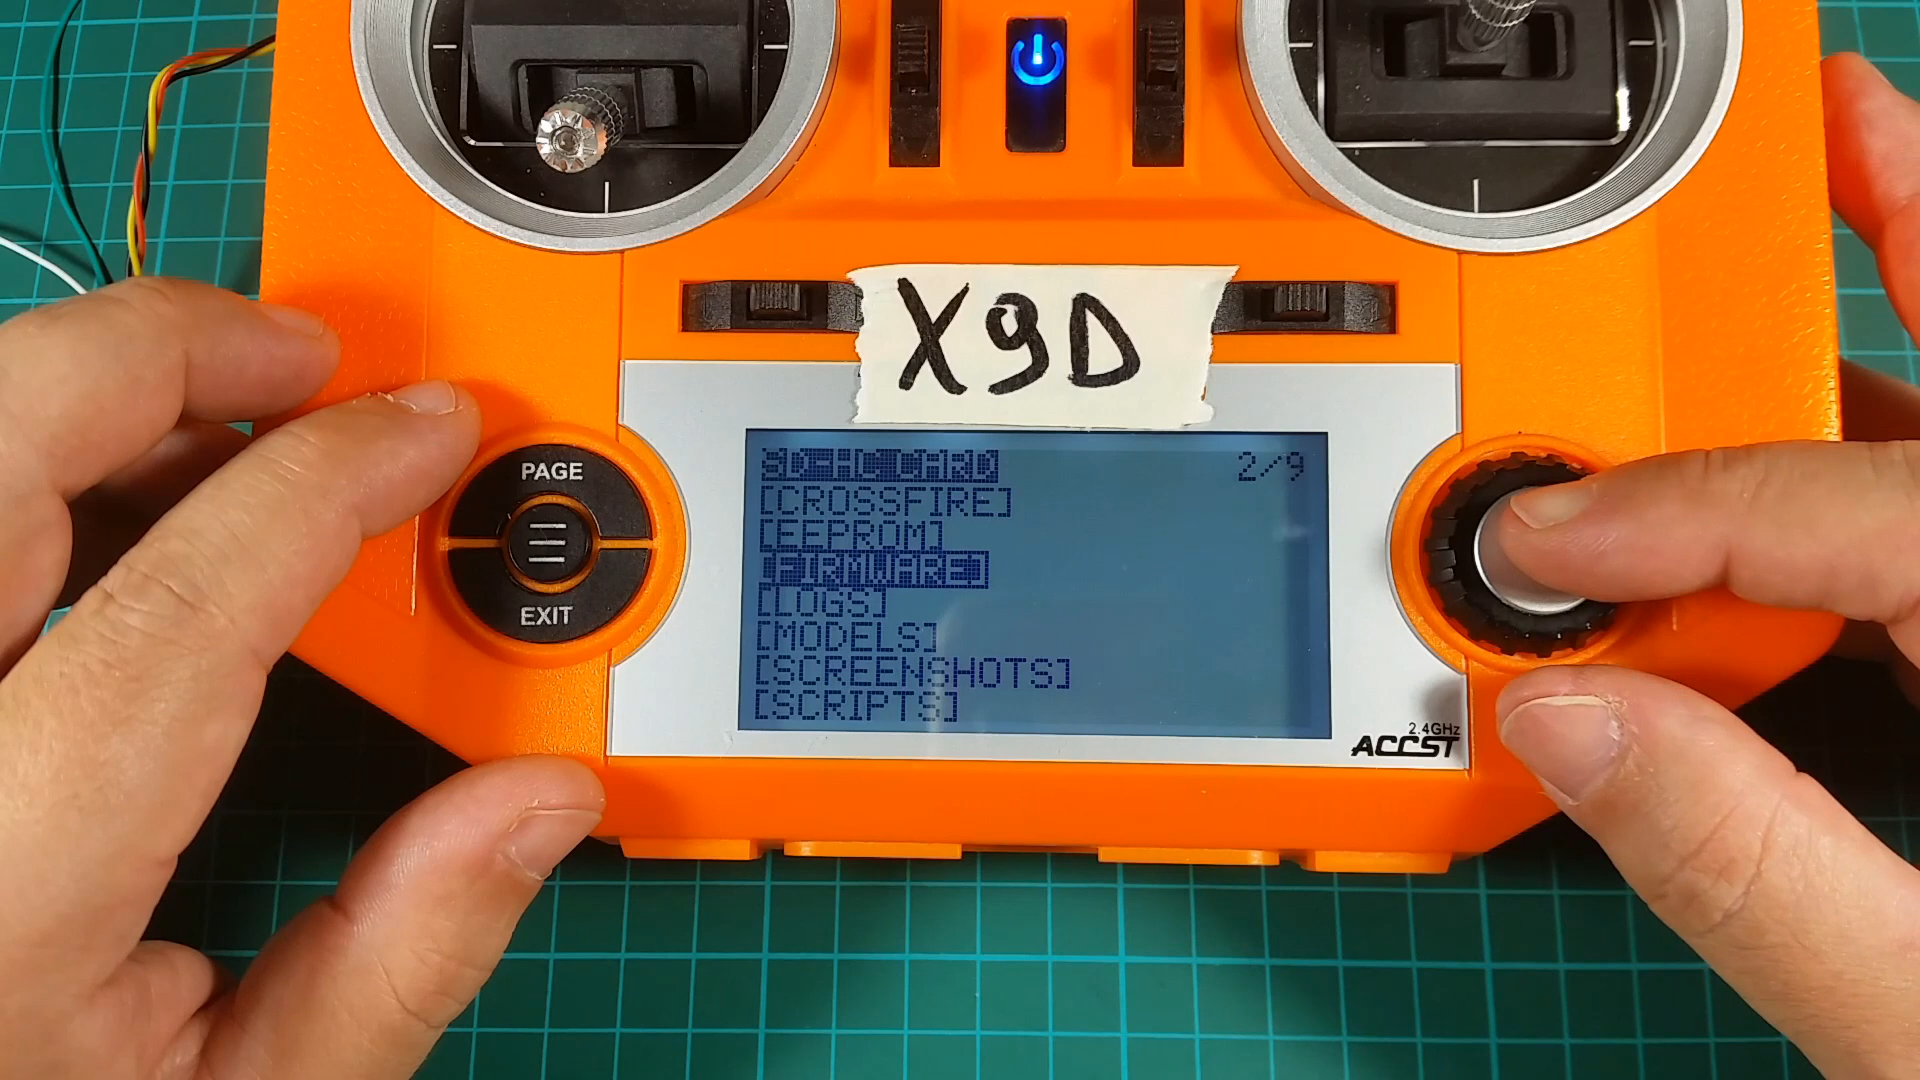 X9D
SD-HC CARD 2/9
[CROSSFIRE]
[EEPROM]
[FIRMWARE]
[LOGS]
[MODELS]
[SCREENSHOTS]
[SCRIPTS]
PAGE
EXIT
2.4GHz
ACCST